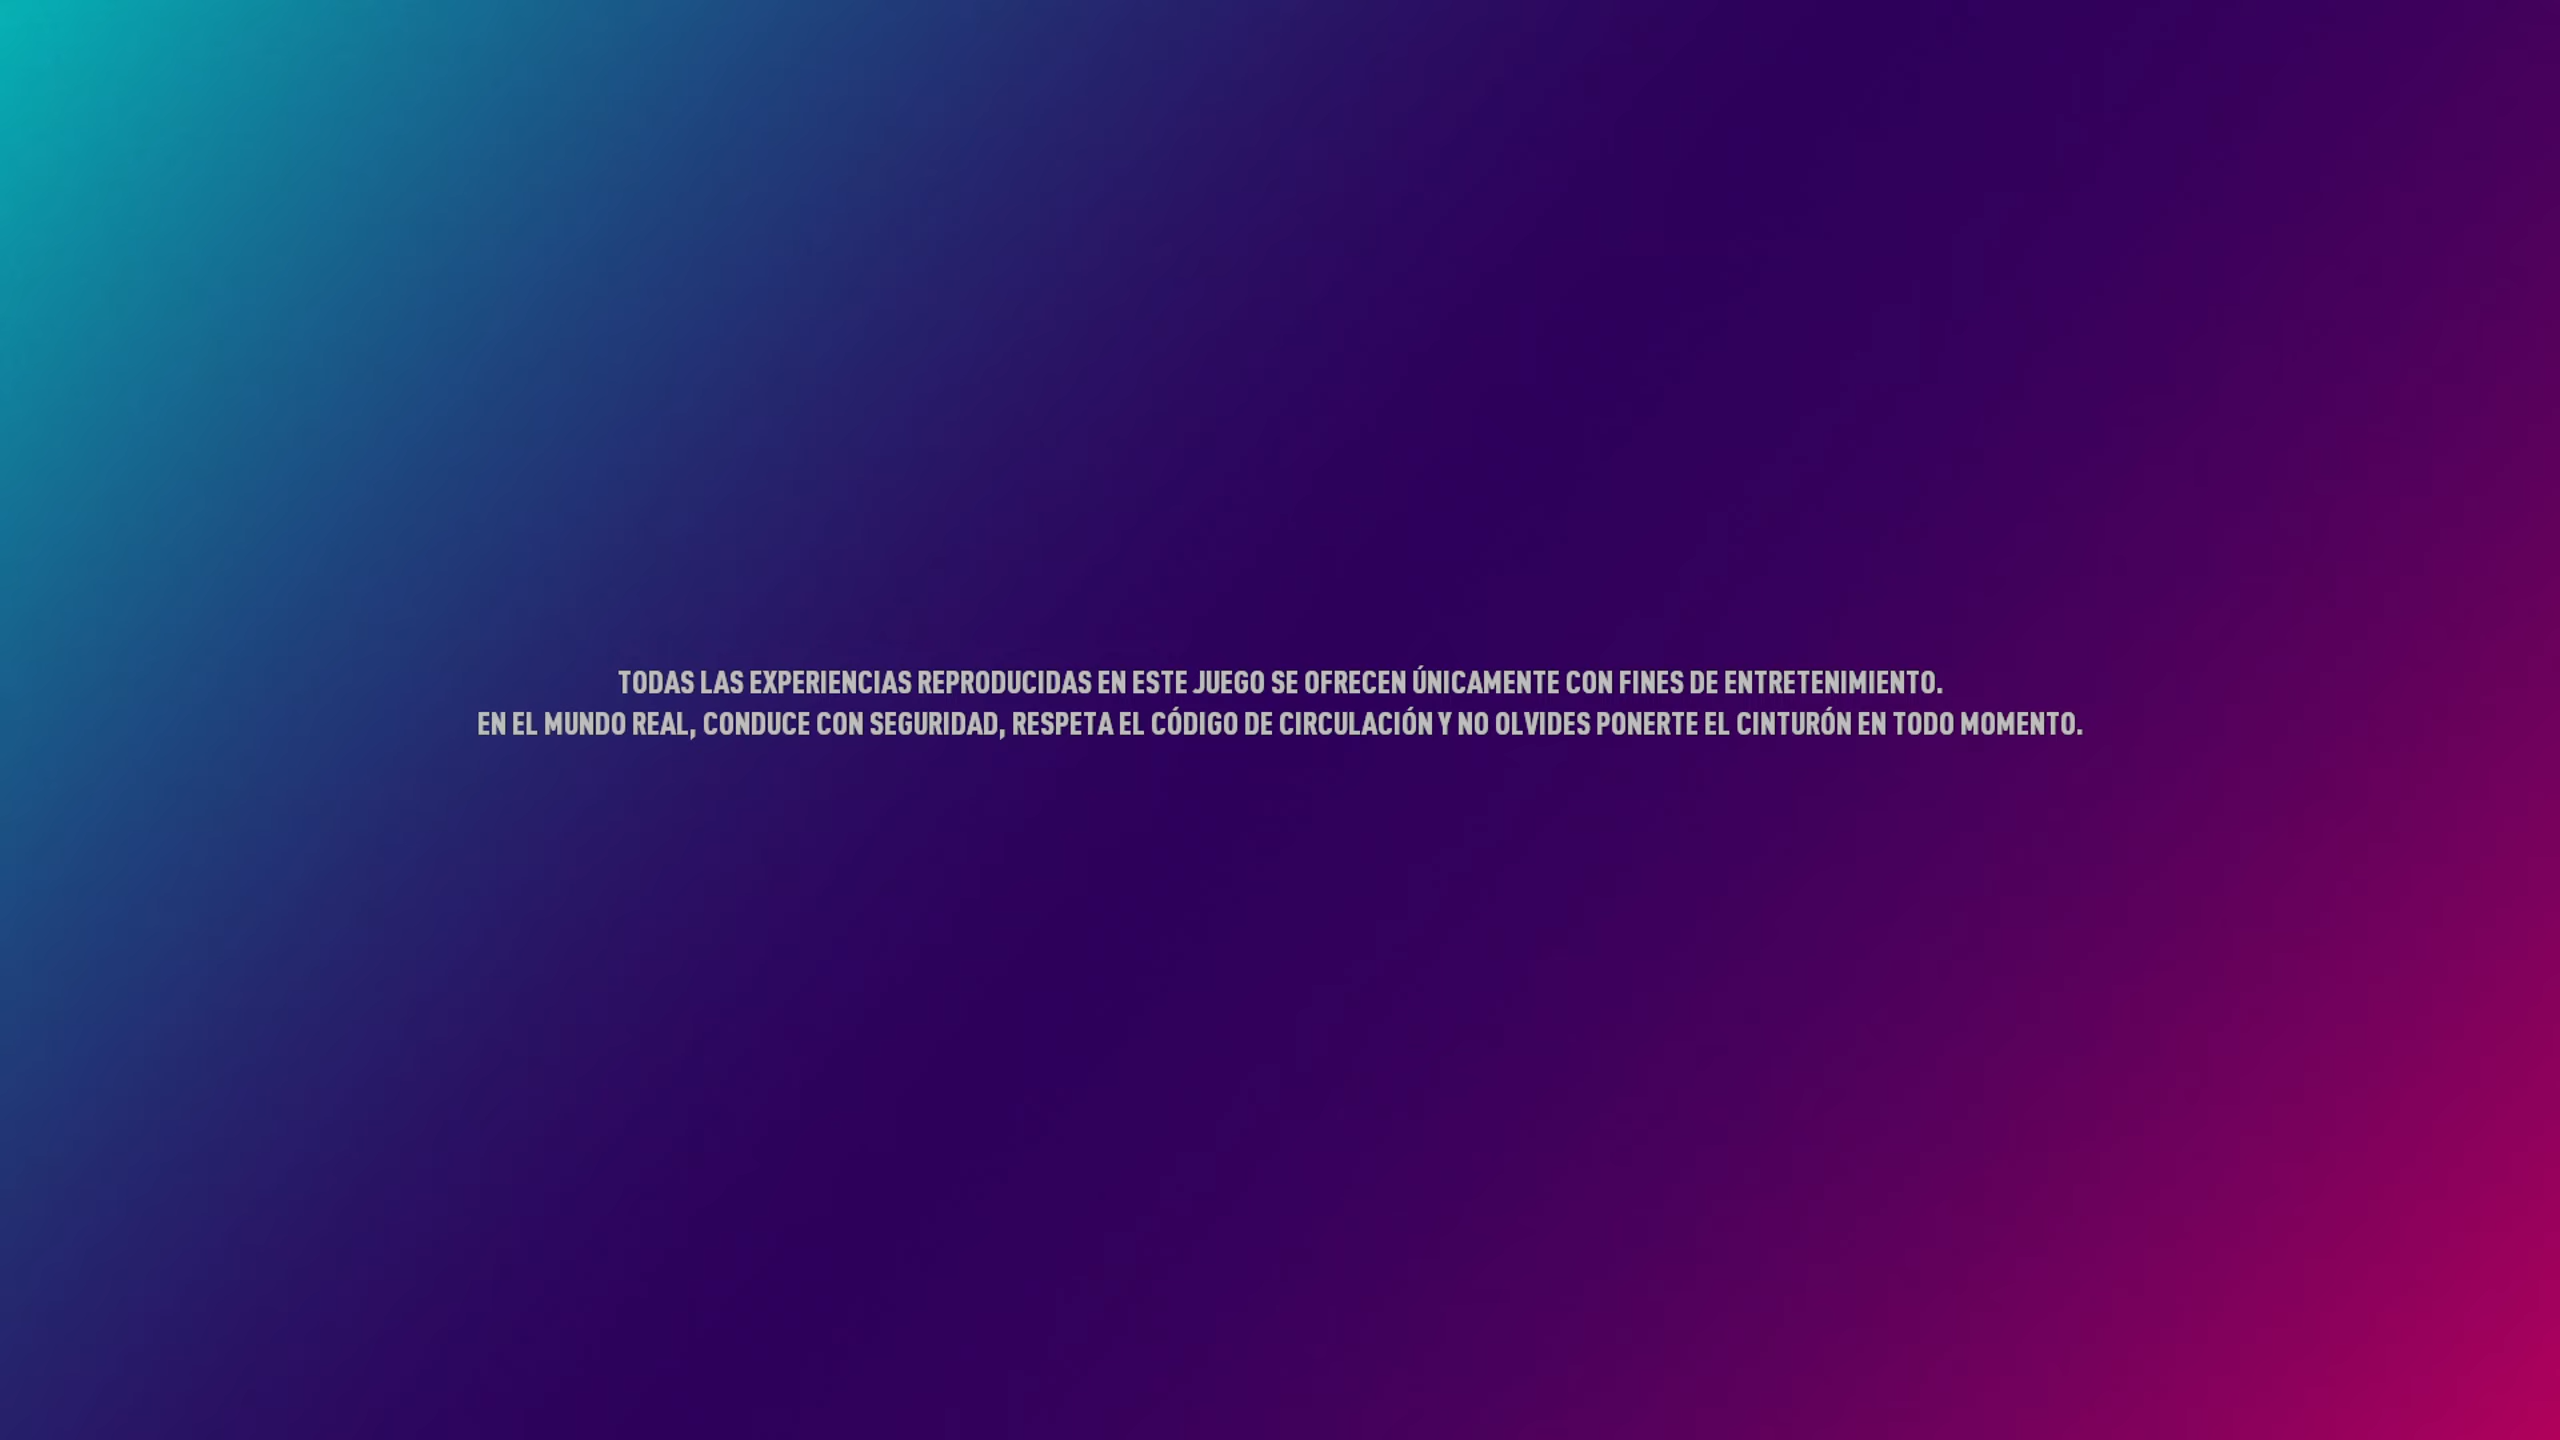 TODAS LAS EXPERIENCIAS REPRODUCIDAS EN ESTE JUEGO SE OFRECEN ÚNICAMENTE CON FINES DE ENTRETENIMIENTO.
EN EL MUNDO REAL, CONDUCE CON SEGURIDAD, RESPETA EL CÓDIGO DE CIRCULACIÓN Y NO OLVIDES PONERTE EL CINTURÓN EN TODO MOMENTO.